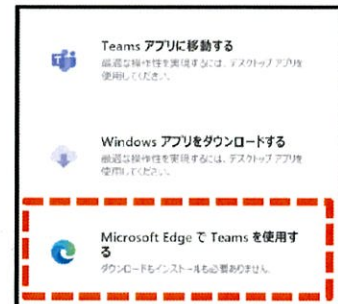 Teams アプリに移動する
最適な操作性を実現するには、デスクトップ アプリを
使用してください。
Windows アプリをダウンロードする
最適な操作性を実現するには、デスクトップ アプリを
使用してください。
Microsoft Edge で Teams を使用す
る
ダウンロードもインストールも必要ありません。